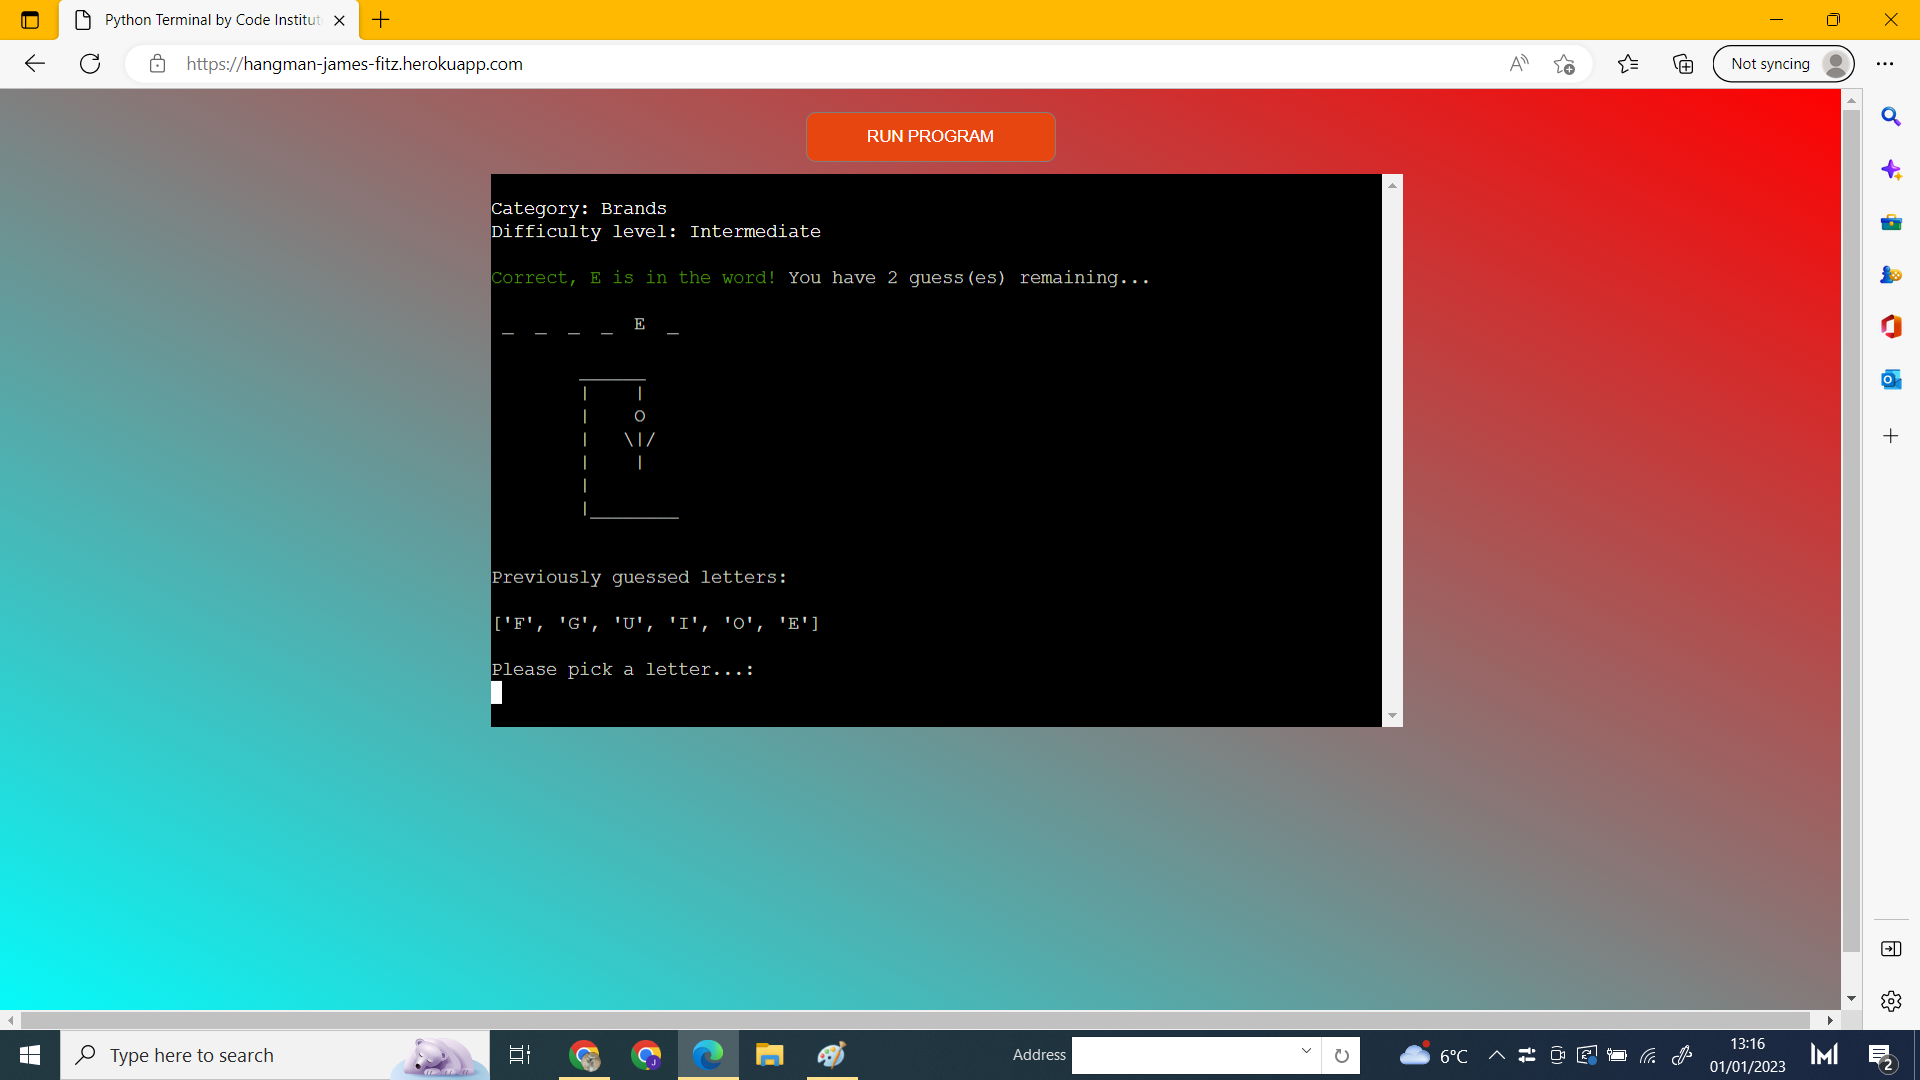 Python Terminal by Code Institut
https://hangman-james-fitz.herokuapp.com
Not syncing
RUN PROGRAM
Category: Brands
Difficulty level: Intermediate
Correct, E is in the word! You have 2 guess(es) remaining...
_ _ _ _ E _
______
| |
| O
| \|/
| |
|
|________
Previously guessed letters:
['F', 'G', 'U', 'I', 'O', 'E']
Please pick a letter...:
Type here to search
Address
6°C
13:16
01/01/2023
2